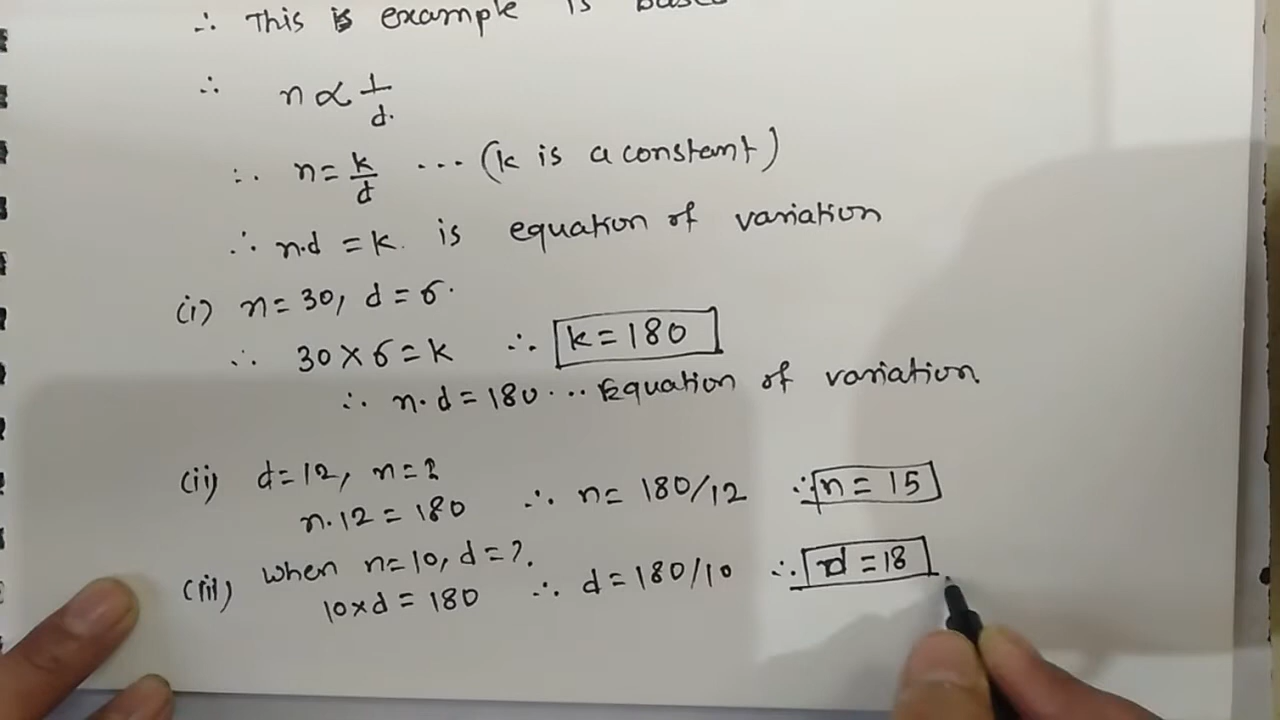 ∴ This is example is
∴ n ∝ 1/d.
∴ n = k/d ... (k is a constant)
∴ n.d = k. is equation of variation
(i) n = 30, d = 6.
∴ 30 × 6 = k ∴ k = 180
∴ n. d = 180... Equation of variation.
(ii) d = 12, n = ?
n. 12 = 180 ∴ n = 180/12 ∴ n = 15
(iii) when n = 10, d = ?.
10 × d = 180 ∴ d = 180/10 ∴ d = 18